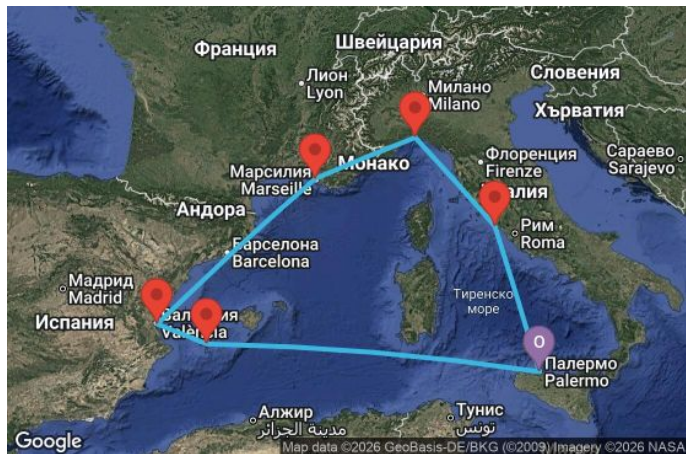 Франция
Швейцария
Лион
Lyon
Милано
Milano
Словения
Хърватия
Марсилия
Marseille
Монако
Флоренция
Firenze
Сараево
Sarajevo
Андора
Рим
Roma
Барселона
Barcelona
Мадрид
Madrid
Испания
València
Тиренско
море
O
Палермо
Palermo
Алжир
مدينة الجزائر
Тунис
تونس
Google
Map data ©2026 GeoBasis-DE/BKG (©2009) Imagery ©2026 NASA